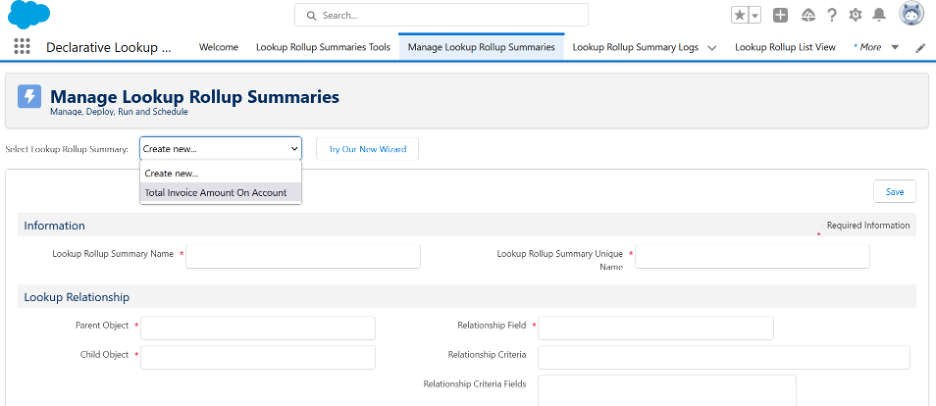 Search...
Declarative Lookup ...
Welcome
Lookup Rollup Summaries Tools
Manage Lookup Rollup Summaries
Lookup Rollup Summary Logs
Lookup Rollup List View
* More
Manage Lookup Rollup Summaries
Manage, Deploy, Run and Schedule
Select Lookup Rollup Summary:
Create new...
Try Our New Wizard
Create new...
Total Invoice Amount On Account
Save
Information
* Required Information
Lookup Rollup Summary Name *
Lookup Rollup Summary Unique *
Name
Lookup Relationship
Parent Object *
Relationship Field *
Child Object *
Relationship Criteria
Relationship Criteria Fields